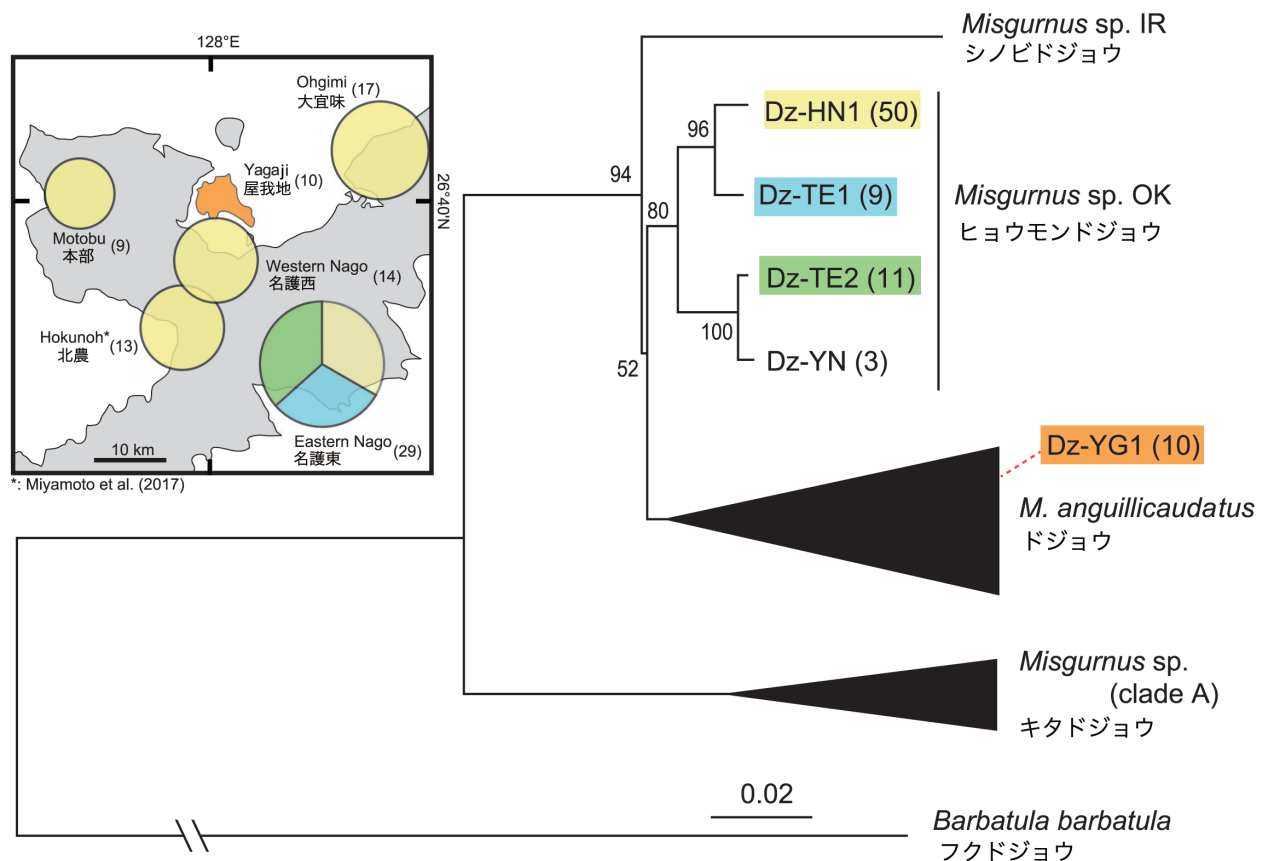 128°E
Ohgimi
大宜味
(17)
Yagaji
屋我地
(10)
26°40'N
Motobu
本部
(9)
Western Nago
名護西
(14)
Hokunoh*
北農
(13)
Eastern Nago
名護東
(29)
10 km
*: Miyamoto et al. (2017)
Misgurnus sp. IR
シノビドジョウ
94
96
80
100
52
Dz-HN1 (50)
Dz-TE1 (9)
Dz-TE2 (11)
Dz-YN (3)
Misgurnus sp. OK
ヒョウモンドジョウ
Dz-YG1 (10)
M. anguillicaudatus
ドジョウ
Misgurnus sp.
(clade A)
キタドジョウ
0.02
Barbatula barbatula
フクドジョウ